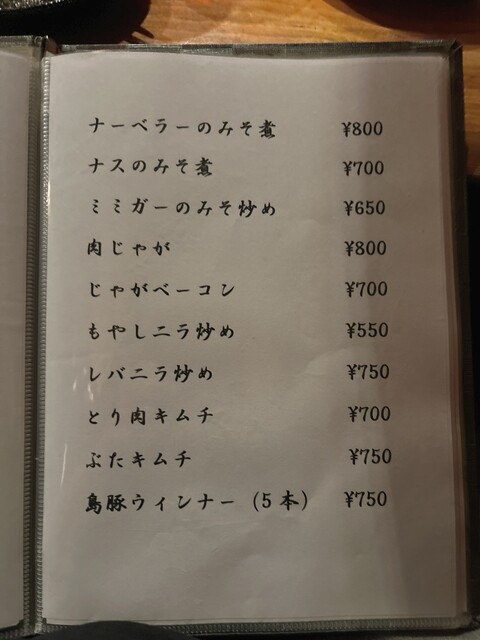 ナーベラーのみそ煮 ¥800
ナスのみそ煮 ¥700
ミミガーのみそ炒め ¥650
肉じゃが ¥800
じゃがベーコン ¥700
もやしニラ炒め ¥550
レバニラ炒め ¥750
とり肉キムチ ¥700
ぶたキムチ ¥750
島豚ウィンナー (5本) ¥750